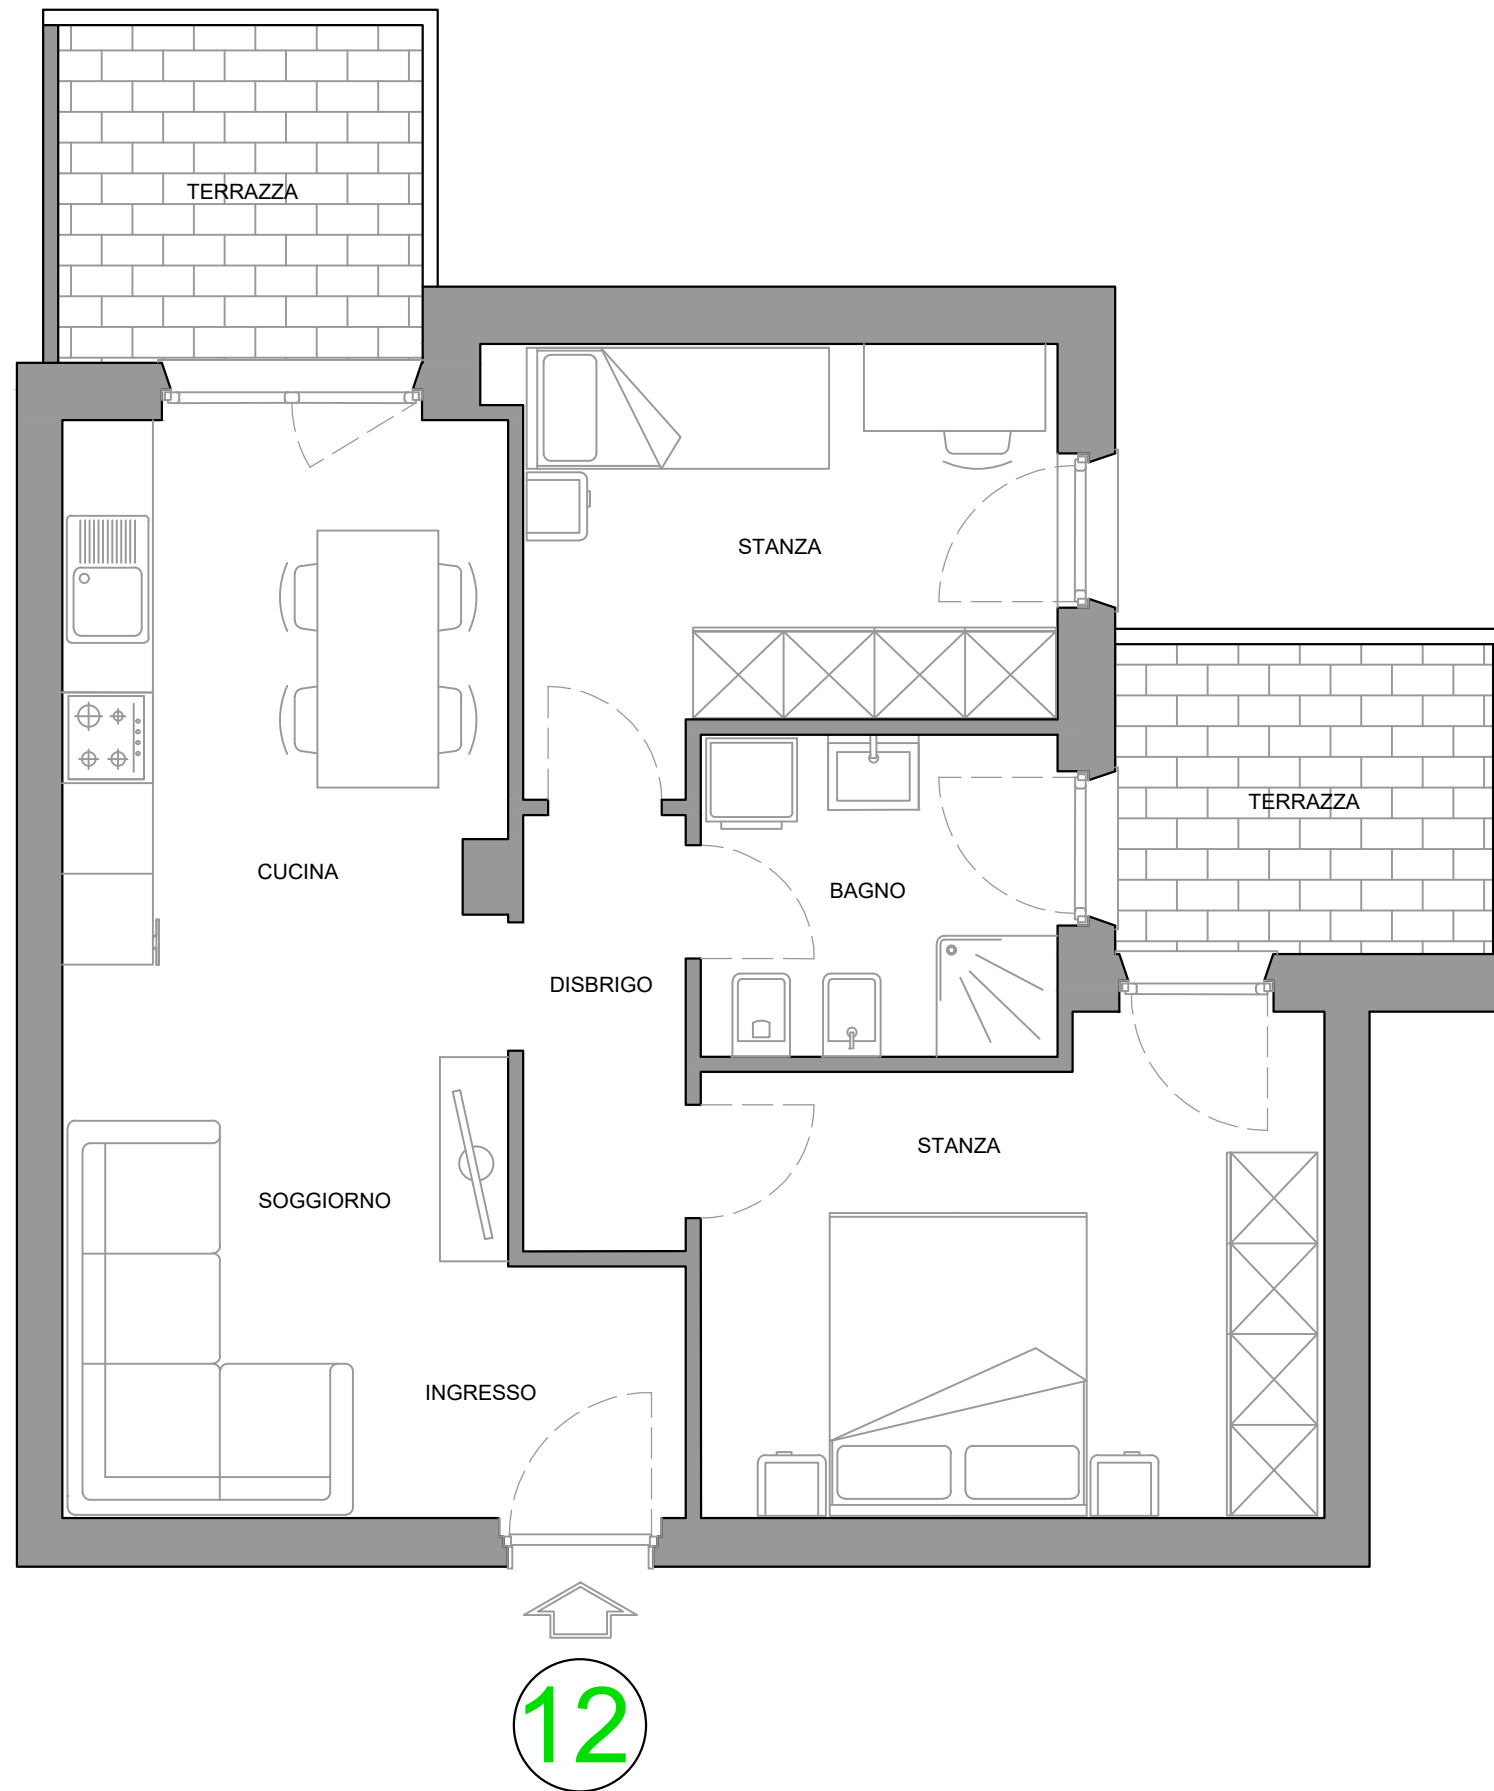 TERRAZZA
STANZA
TERRAZZA
CUCINA
BAGNO
DISBRIGO
STANZA
SOGGIORNO
INGRESSO
12